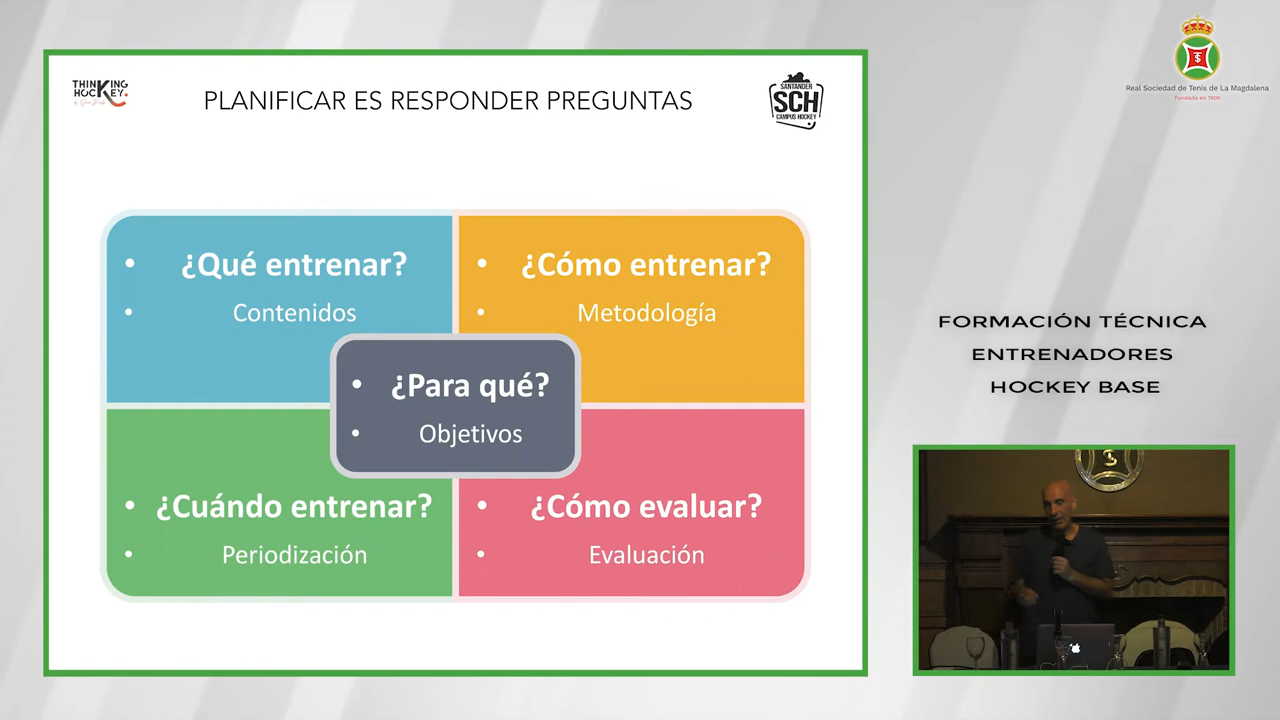 THINKING
HOCKEY
PLANIFICAR ES RESPONDER PREGUNTAS
SANTANDER
SCH
CAMPUS HOCKEY
Real Sociedad de Tenis de La Magdalena
Fundada en 1906
• ¿Qué entrenar?
• Contenidos
• ¿Cómo entrenar?
• Metodología
• ¿Para qué?
• Objetivos
• ¿Cuándo entrenar?
• Periodización
• ¿Cómo evaluar?
• Evaluación
FORMACIÓN TÉCNICA
ENTRENADORES
HOCKEY BASE